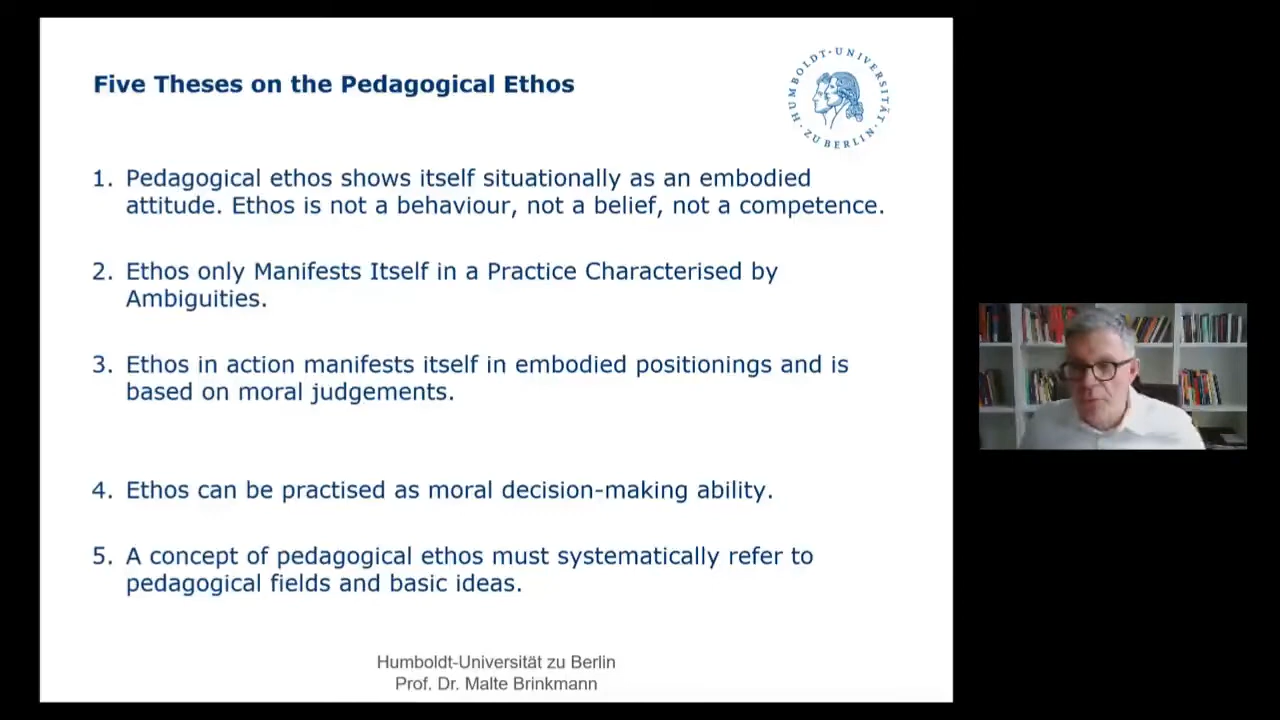 Five Theses on the Pedagogical Ethos
HUMBOLDT-UNIVERSITÄT · ZU BERLIN ·
1. Pedagogical ethos shows itself situationally as an embodied
attitude. Ethos is not a behaviour, not a belief, not a competence.
2. Ethos only Manifests Itself in a Practice Characterised by
Ambiguities.
3. Ethos in action manifests itself in embodied positionings and is
based on moral judgements.
4. Ethos can be practised as moral decision-making ability.
5. A concept of pedagogical ethos must systematically refer to
pedagogical fields and basic ideas.
Humboldt-Universität zu Berlin
Prof. Dr. Malte Brinkmann